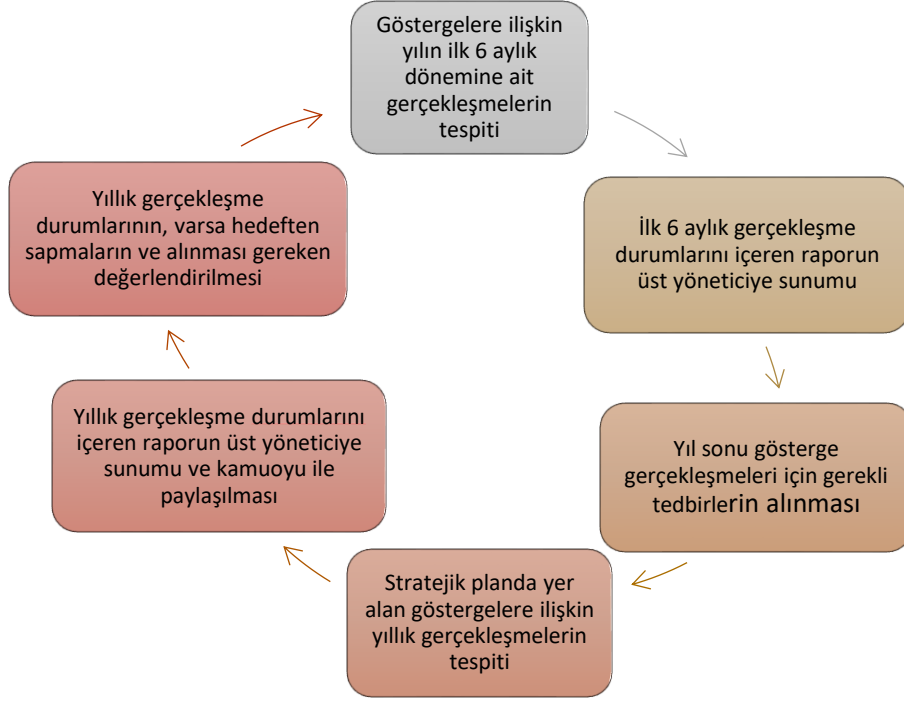 Göstergelere ilişkin
yılın ilk 6 aylık
dönemine ait
gerçekleşmelerin
tespiti
İlk 6 aylık gerçekleşme
durumlarını içeren raporun
üst yöneticiye sunumu
Yıl sonu gösterge
gerçekleşmeleri için gerekli
tedbirlerin alınması
Stratejik planda yer
alan göstergelere ilişkin
yıllık gerçekleşmelerin
tespiti
Yıllık gerçekleşme durumlarını
içeren raporun üst yöneticiye
sunumu ve kamuoyu ile
paylaşılması
Yıllık gerçekleşme
durumlarının, varsa hedeften
sapmaların ve alınması gereken
değerlendirilmesi